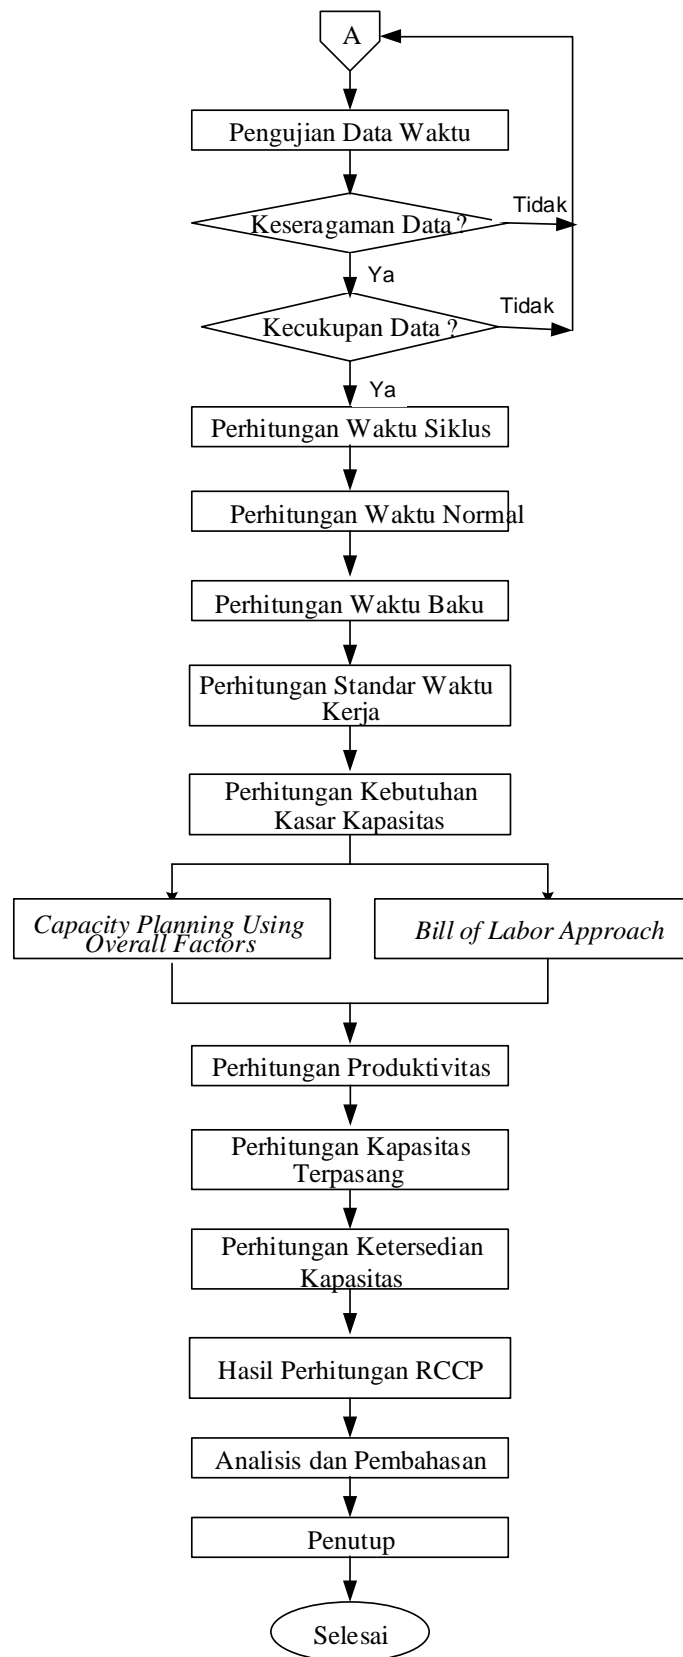 A
Pengujian Data Waktu
Keseragaman Data ?
Tidak
Ya
Kecukupan Data ?
Tidak
Ya
Perhitungan Waktu Siklus
Perhitungan Waktu Normal
Perhitungan Waktu Baku
Perhitungan Standar Waktu
Kerja
Perhitungan Kebutuhan
Kasar Kapasitas
Capacity Planning Using
Overall Factors
Bill of Labor Approach
Perhitungan Produktivitas
Perhitungan Kapasitas
Terpasang
Perhitungan Ketersedian
Kapasitas
Hasil Perhitungan RCCP
Analisis dan Pembahasan
Penutup
Selesai